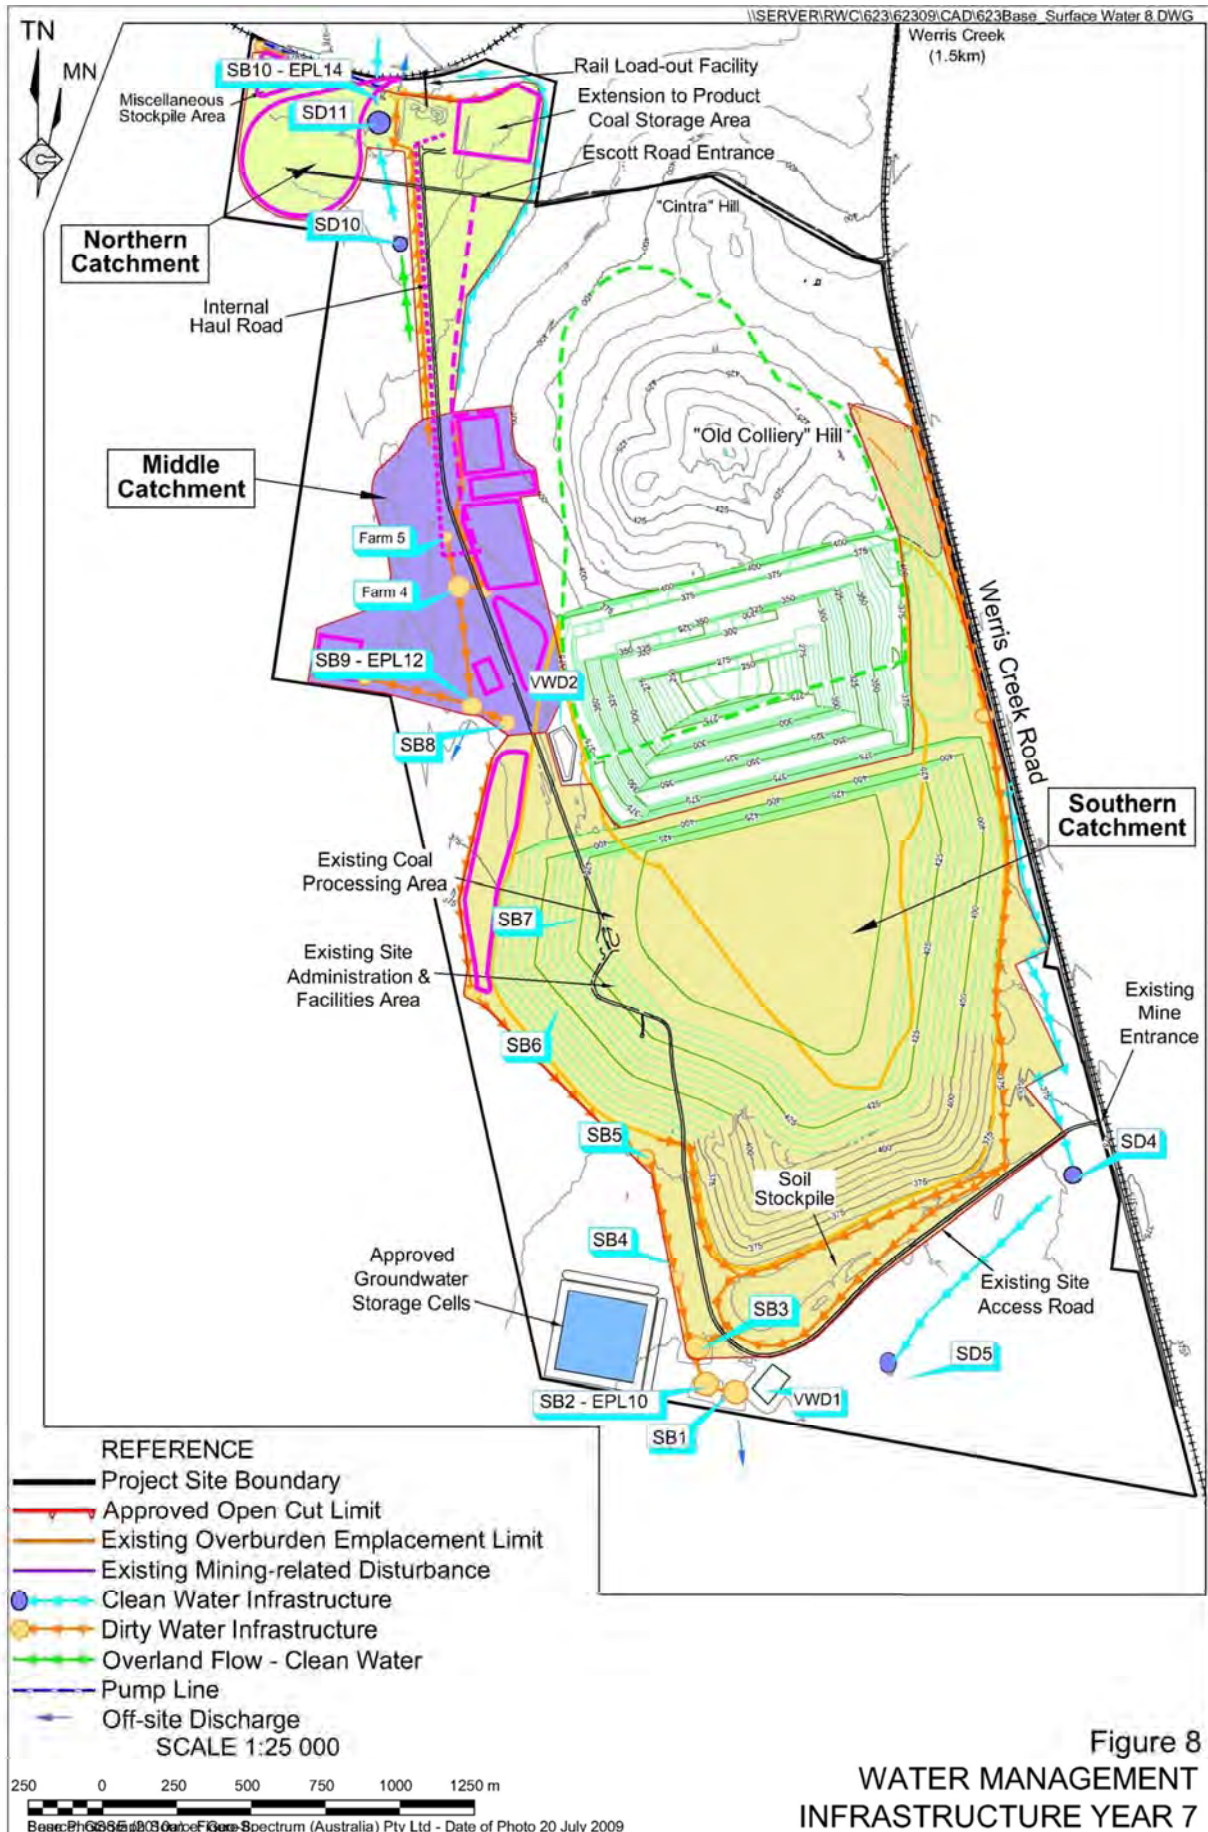 \\SERVER\RWC\623\62309\CAD\623Base_Surface Water 8.DWG
TN
MN
Werris Creek
(1.5km)
SB10 - EPL14
Rail Load-out Facility
Miscellaneous
Stockpile Area
SD11
Extension to Product
Coal Storage Area
Escott Road Entrance
"Cintra" Hill
Northern
Catchment
SD10
Internal
Haul Road
"Old Colliery" Hill
Middle
Catchment
Farm 5
Farm 4
SB9 - EPL12
VWD2
SB8
Werris Creek Road
Southern
Catchment
Existing Coal
Processing Area
SB7
Existing Site
Administration &
Facilities Area
SB6
Existing
Mine
Entrance
SB5
SD4
Soil
Stockpile
SB4
Approved
Groundwater
Storage Cells
Existing Site
Access Road
SB3
SD5
SB2 - EPL10
VWD1
SB1
REFERENCE
Project Site Boundary
Approved Open Cut Limit
Existing Overburden Emplacement Limit
Existing Mining-related Disturbance
Clean Water Infrastructure
Dirty Water Infrastructure
Overland Flow - Clean Water
Pump Line
Off-site Discharge
SCALE 1:25 000
250 0 250 500 750 1000 1250 m
Spectrum (Australia) Pty Ltd - Date of Photo 20 July 2009
Figure 8
WATER MANAGEMENT
INFRASTRUCTURE YEAR 7